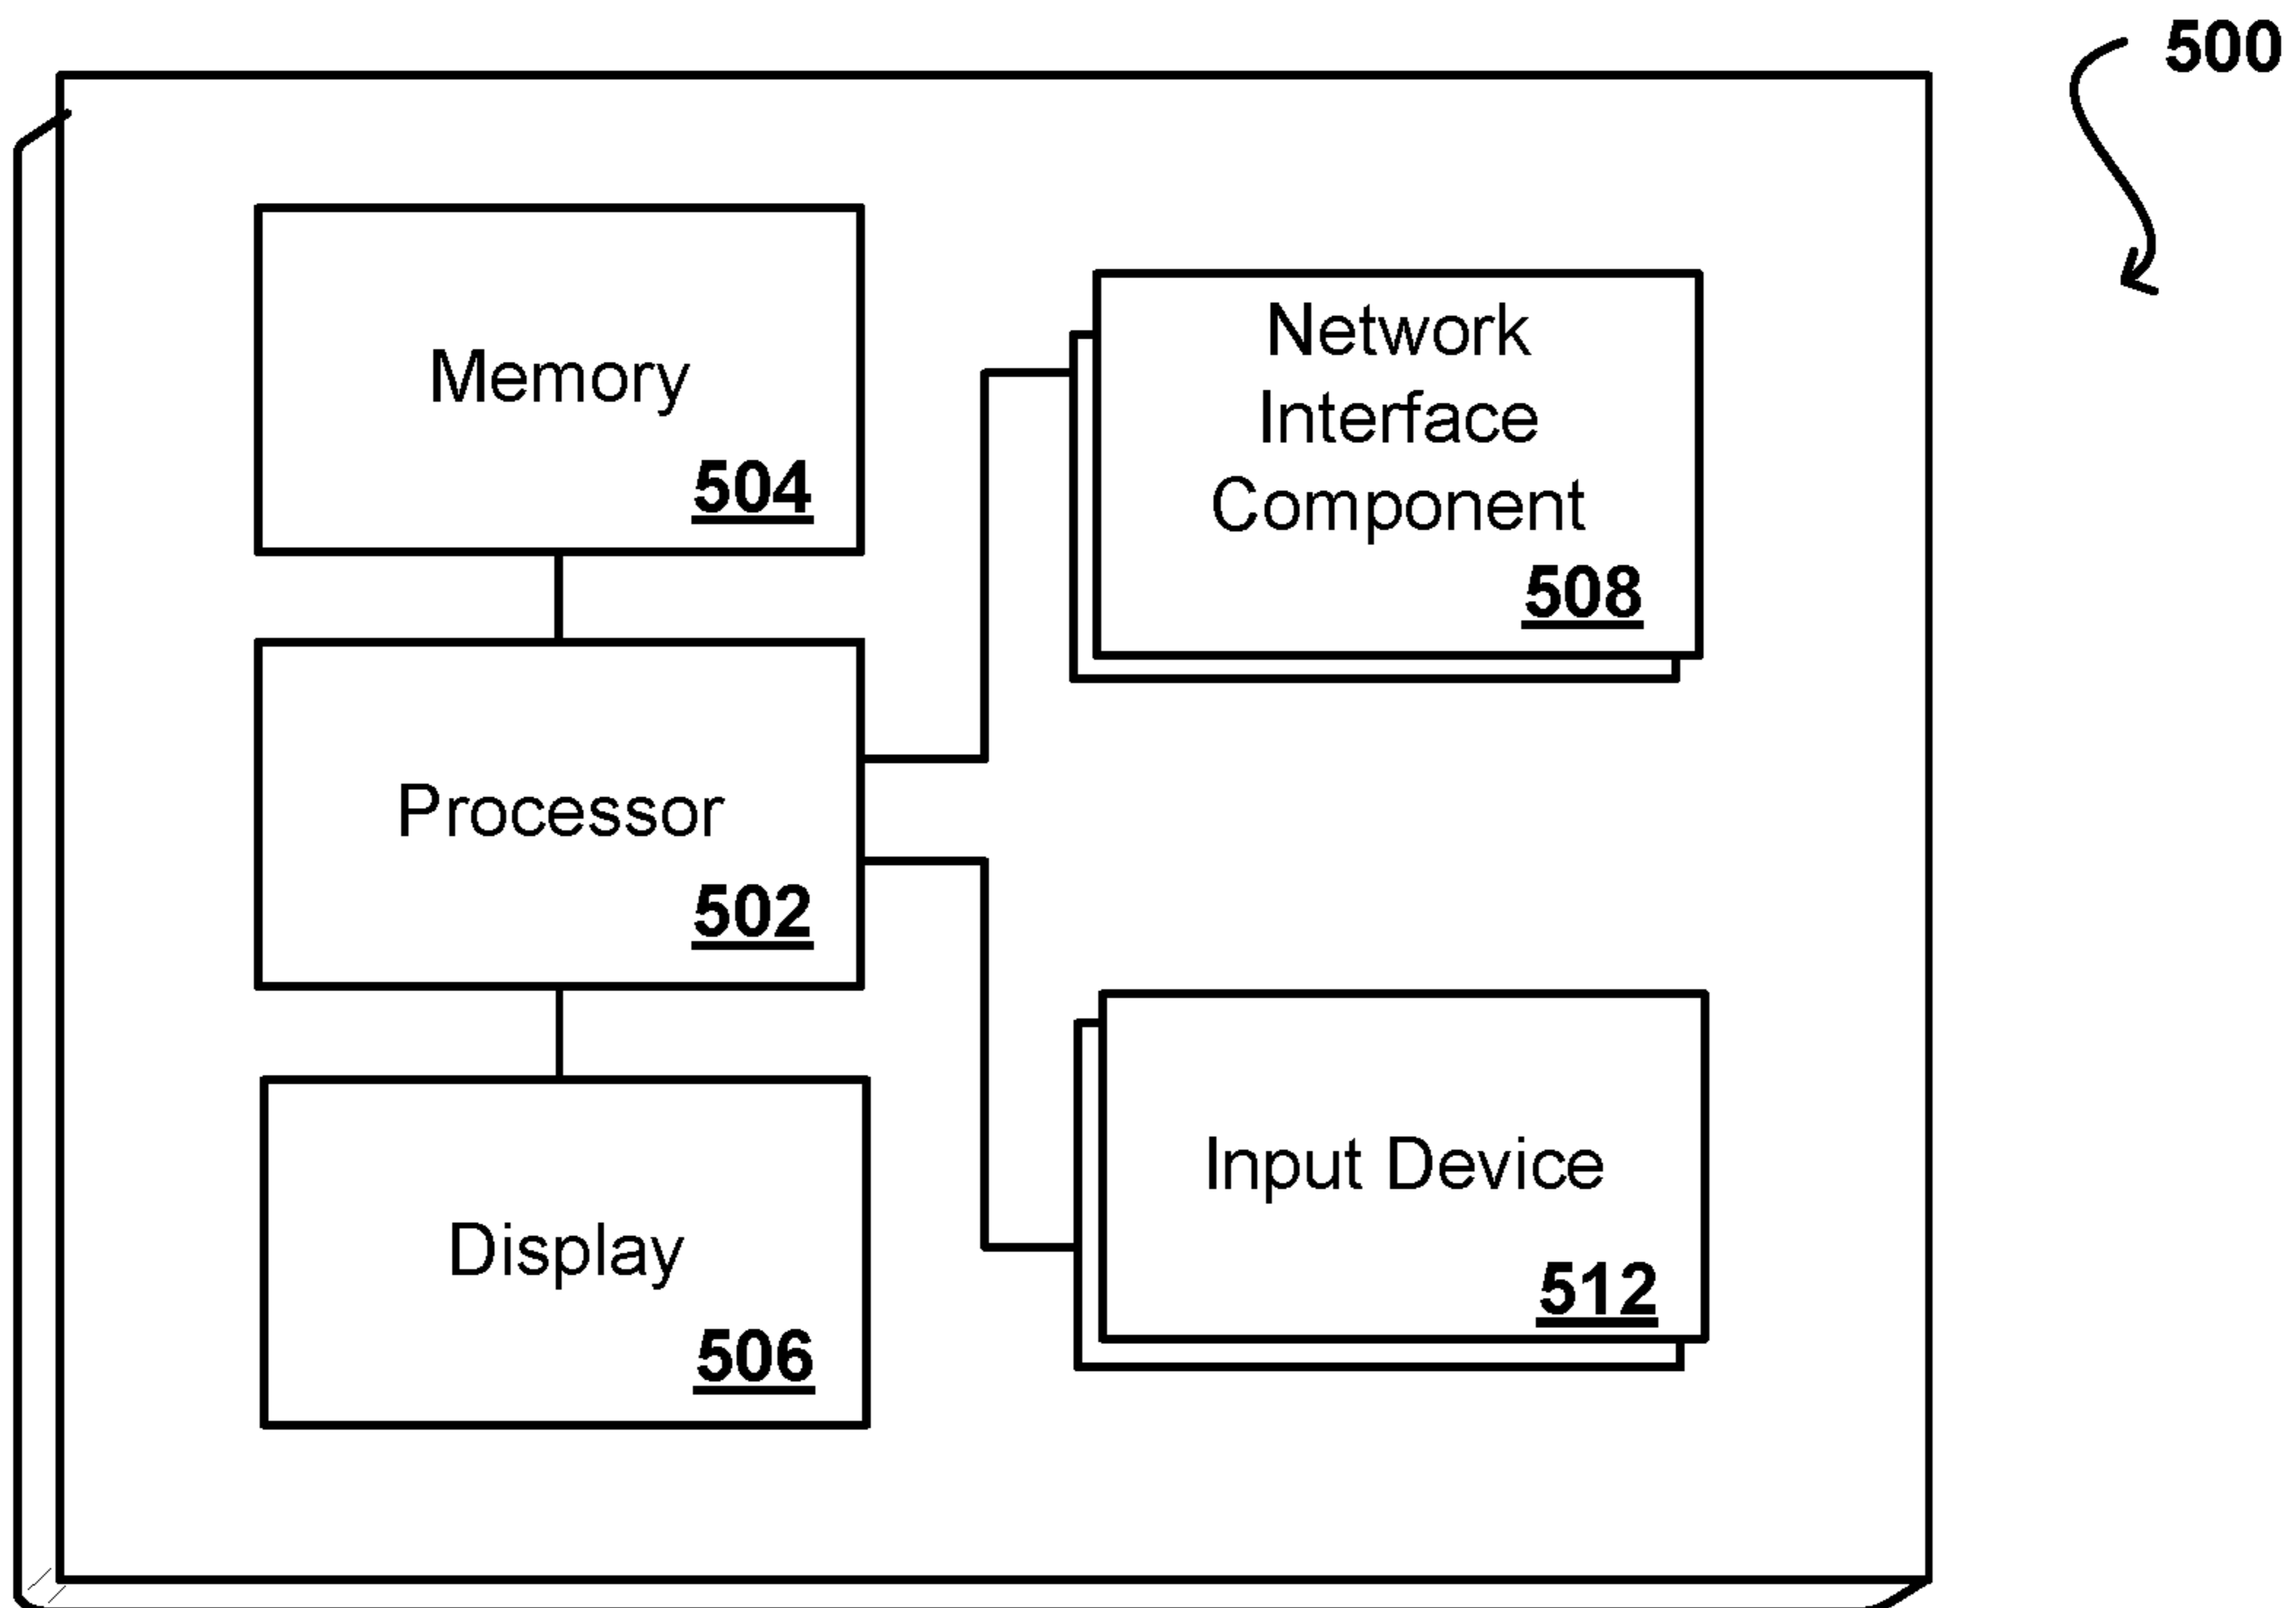 500
Memory
504
Network
Interface
Component
508
Processor
502
Input Device
512
Display
506